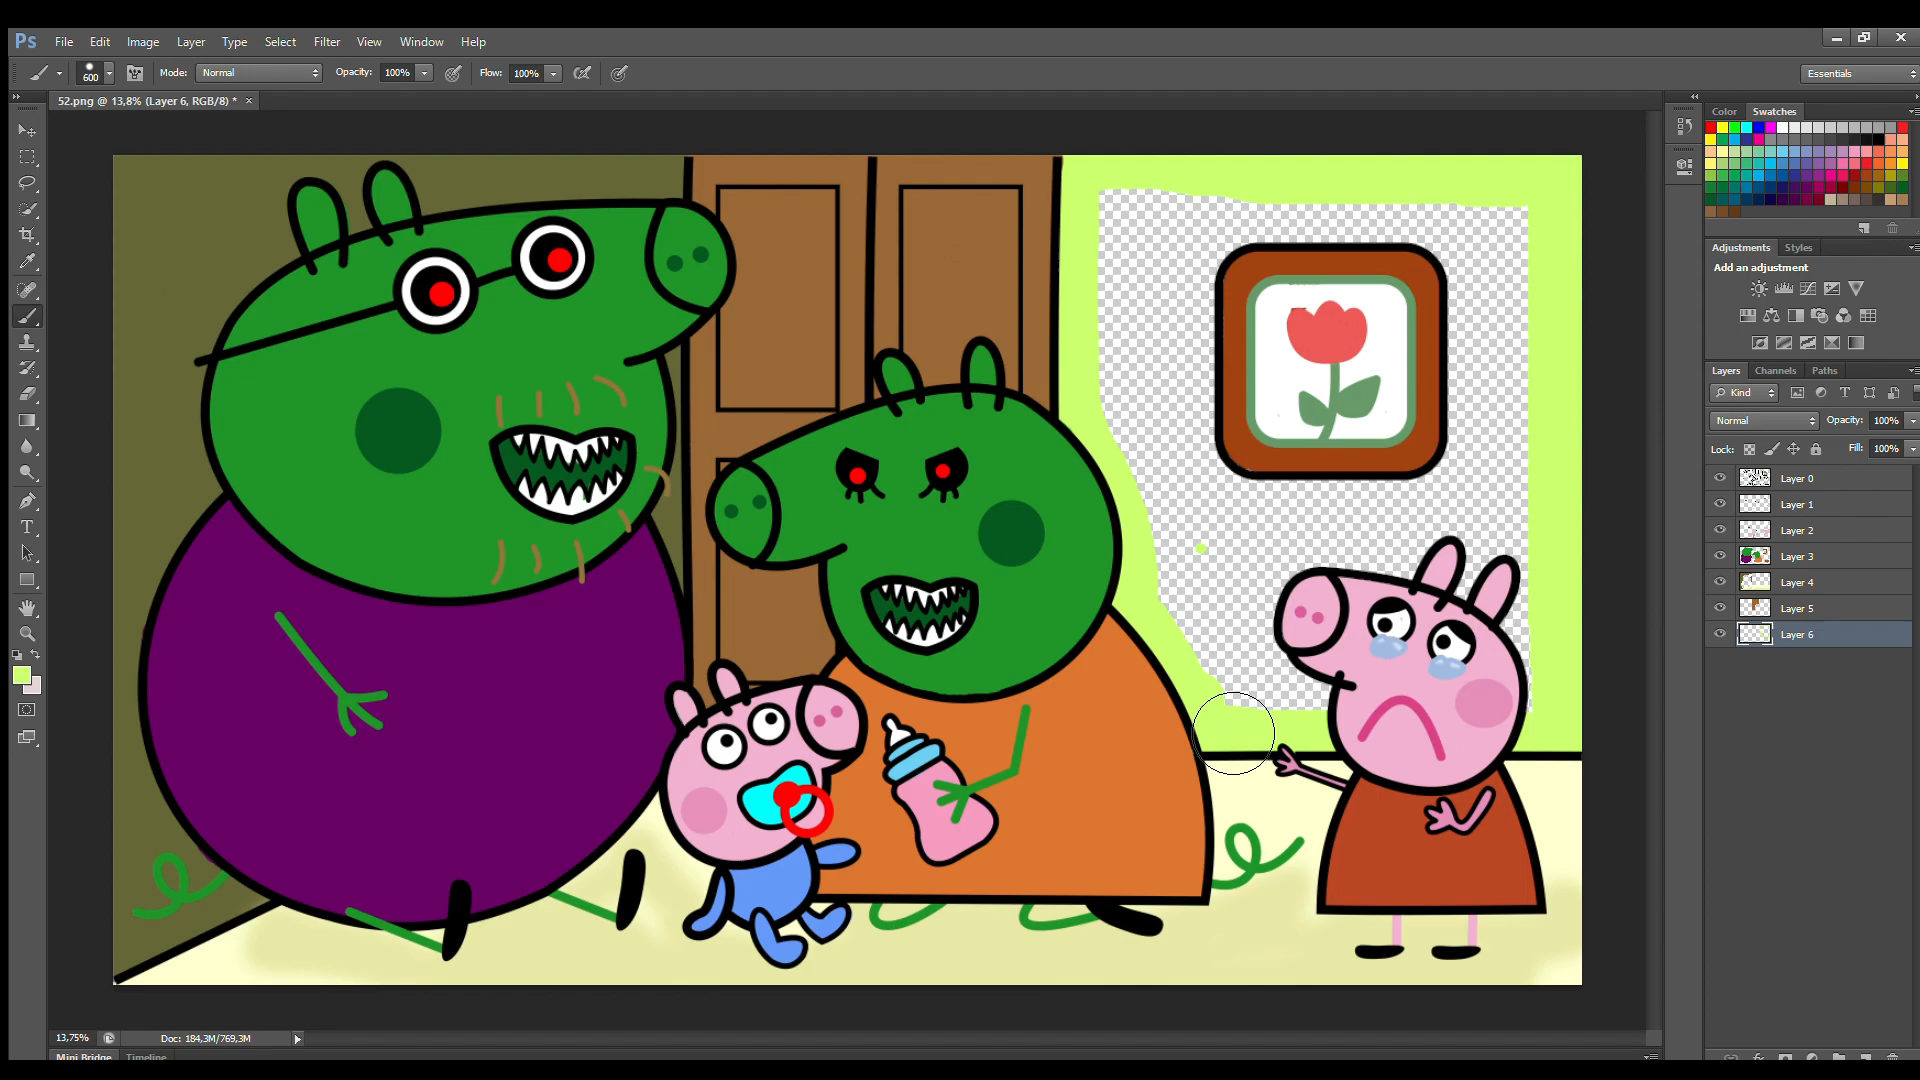 Ps File Edit Image Layer Type Select Filter View Window Help
600 Mode: Normal Opacity: 100% Flow: 100% Essentials
52.png @ 13,8% (Layer 6, RGB/8) * ×
Color Swatches
Adjustments Styles
Add an adjustment
Layers Channels Paths
Kind
Normal Opacity: 100%
Lock: Fill: 100%
Layer 0
Layer 1
Layer 2
Layer 3
Layer 4
Layer 5
Layer 6
13,75% Doc: 184,3M/769,3M
Mini Bridge Timeline